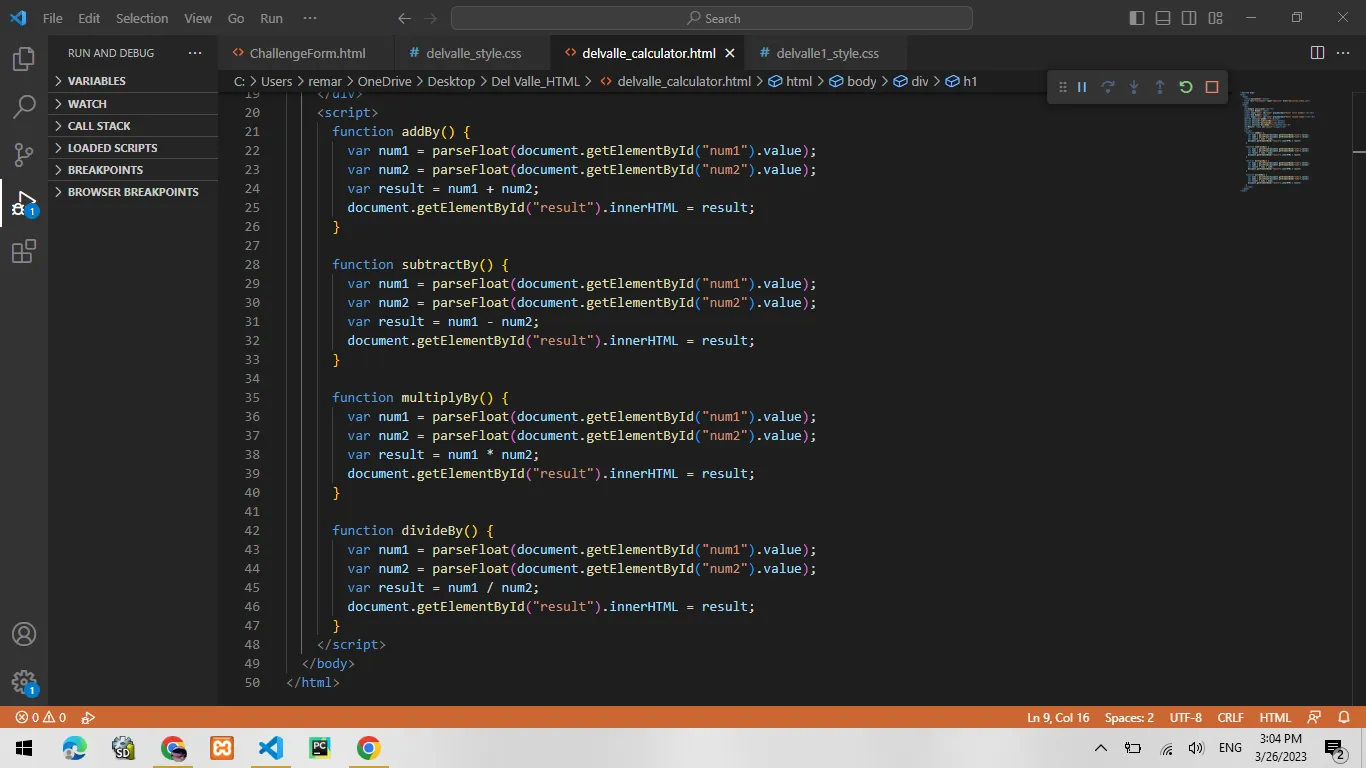 File Edit Selection View Go Run ··· Search
RUN AND DEBUG ···
VARIABLES
WATCH
CALL STACK
LOADED SCRIPTS
BREAKPOINTS
BROWSER BREAKPOINTS
1
1
ChallengeForm.html # delvalle_style.css delvalle_calculator.html # delvalle1_style.css
C: > Users > remar > OneDrive > Desktop > Del Valle_HTML > delvalle_calculator.html > html > body > div > h1
19 </div>
20 <script>
21 function addBy() {
22 var num1 = parseFloat(document.getElementById("num1").value);
23 var num2 = parseFloat(document.getElementById("num2").value);
24 var result = num1 + num2;
25 document.getElementById("result").innerHTML = result;
26 }
27
28 function subtractBy() {
29 var num1 = parseFloat(document.getElementById("num1").value);
30 var num2 = parseFloat(document.getElementById("num2").value);
31 var result = num1 - num2;
32 document.getElementById("result").innerHTML = result;
33 }
34
35 function multiplyBy() {
36 var num1 = parseFloat(document.getElementById("num1").value);
37 var num2 = parseFloat(document.getElementById("num2").value);
38 var result = num1 * num2;
39 document.getElementById("result").innerHTML = result;
40 }
41
42 function divideBy() {
43 var num1 = parseFloat(document.getElementById("num1").value);
44 var num2 = parseFloat(document.getElementById("num2").value);
45 var result = num1 / num2;
46 document.getElementById("result").innerHTML = result;
47 }
48 </script>
49 </body>
50 </html>
0 0 Ln 9, Col 16 Spaces: 2 UTF-8 CRLF HTML
SD PC ENG
3:04 PM
3/26/2023
2